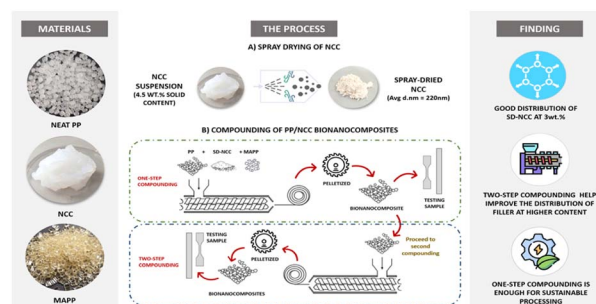 MATERIALS
NEAT PP
NCC
MAPP
THE PROCESS
A) SPRAY DRYING OF NCC
NCC
SUSPENSION
(4.5 WT.% SOLID
CONTENT)
SPRAY-DRIED
NCC
(Avg d.nm = 220nm)
B) COMPOUNDING OF PP/NCC BIONANOCOMPOSITES
PP + SD-NCC + MAPP
ONE-STEP
COMPOUNDING
PELLETIZED
BIONANOCOMPOSITE
TESTING
SAMPLE
Proceed to
second
compounding
TWO-STEP
COMPOUNDING
TESTING
SAMPLE
PELLETIZED
BIONANOCOMPOSITES
FINDING
GOOD DISTRIBUTION OF
SD-NCC AT 3wt.%
TWO-STEP COMPOUNDING HELP
IMPROVE THE DISTRIBUTION OF
FILLER AT HIGHER CONTENT
ONE-STEP COMPOUNDING IS
ENOUGH FOR SUSTAINABLE
PROCESSING